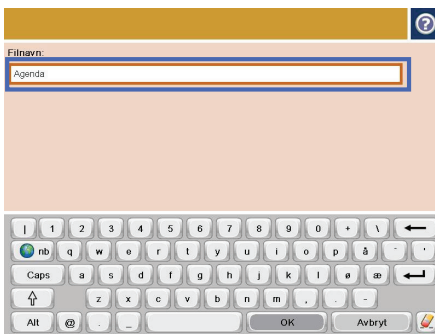 ?
Filnavn:
Agenda
| 1 2 3 4 5 6 7 8 9 0 + \
nb q w e r t y u i o p å ¨ '
Caps a s d f g h j k l ø æ
z x c v b n m , . -
Alt @ . _ OK Avbryt